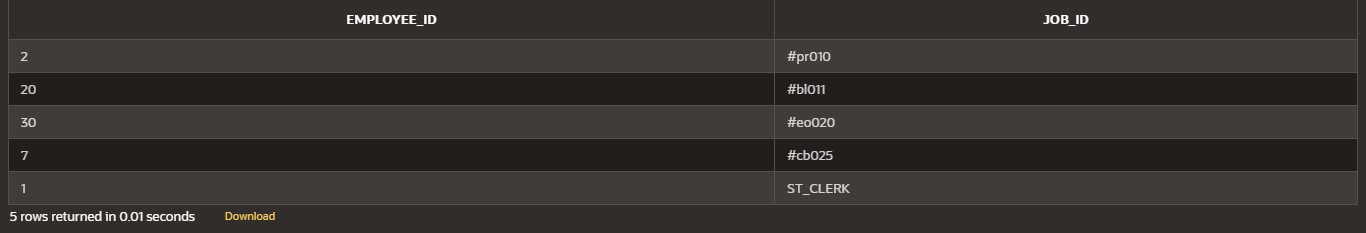 EMPLOYEE_ID JOB_ID
2 #pr010
20 #bl011
30 #eo020
7 #cb025
1 ST_CLERK
5 rows returned in 0.01 seconds Download